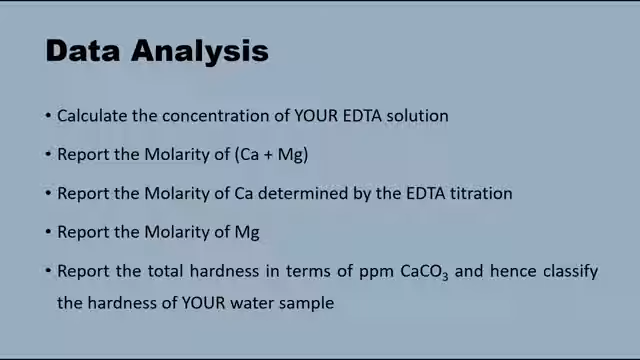 Data Analysis
• Calculate the concentration of YOUR EDTA solution
• Report the Molarity of (Ca + Mg)
• Report the Molarity of Ca determined by the EDTA titration
• Report the Molarity of Mg
• Report the total hardness in terms of ppm CaCO₃ and hence classify
the hardness of YOUR water sample